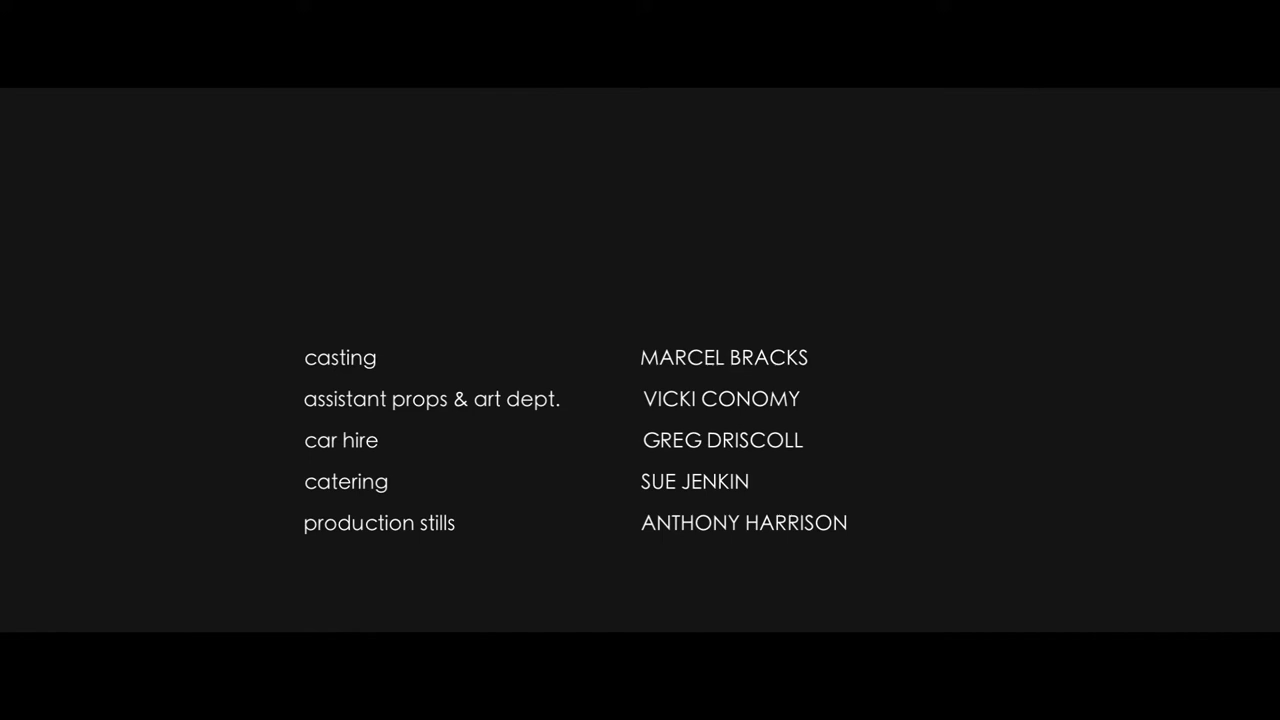 casting MARCEL BRACKS
assistant props & art dept. VICKI CONOMY
car hire GREG DRISCOLL
catering SUE JENKIN
production stills ANTHONY HARRISON